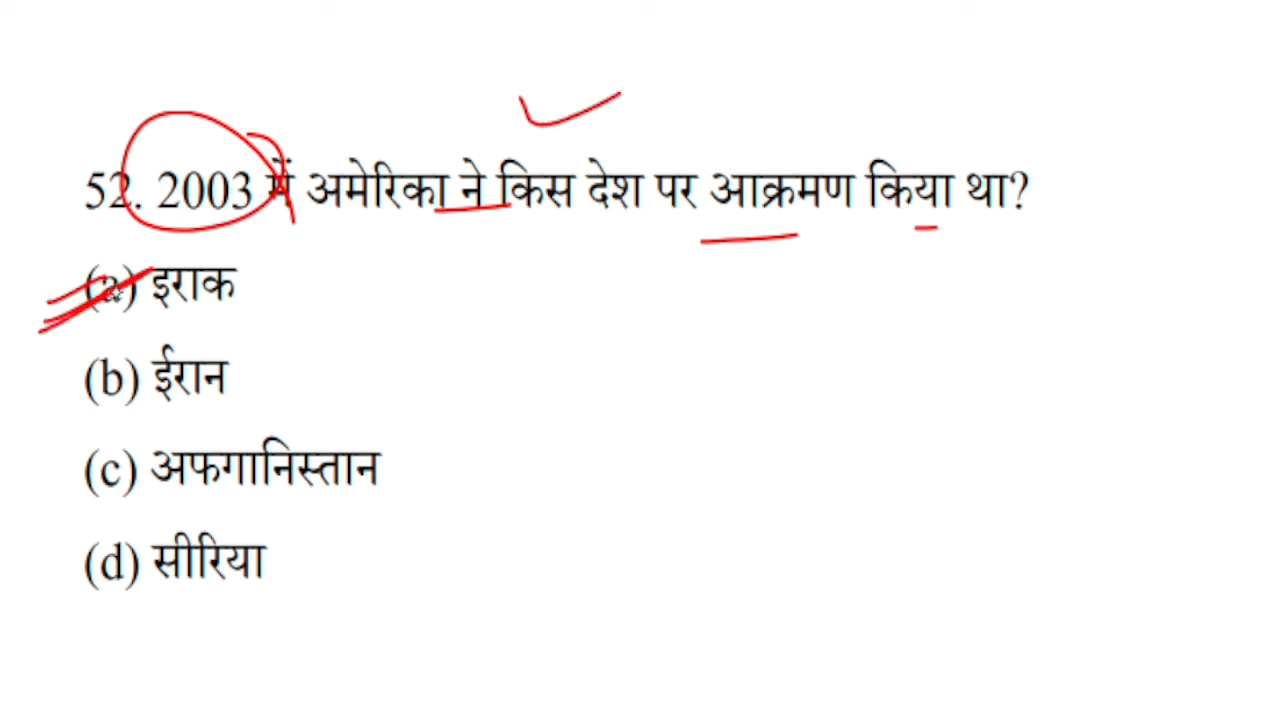 52. 2003 में अमेरिका ने किस देश पर आक्रमण किया था?
(a) इराक
(b) ईरान
(c) अफगानिस्तान
(d) सीरिया